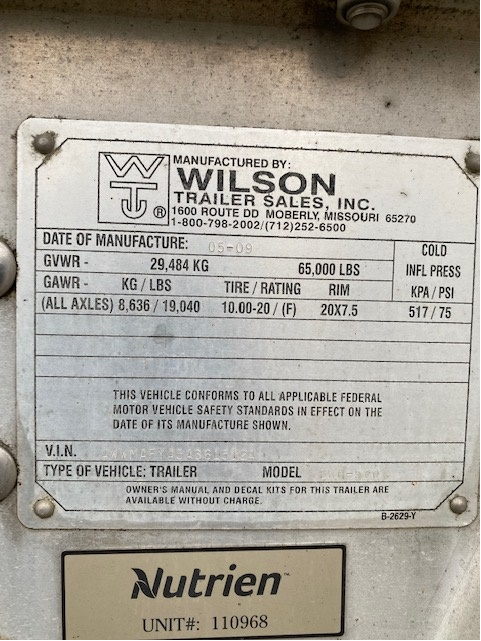 WTJ ®
MANUFACTURED BY:
WILSON
TRAILER SALES, INC.
1600 ROUTE DD MOBERLY, MISSOURI 65270
1-800-798-2002/(712)252-6500
DATE OF MANUFACTURE: 05-09
COLD
INFL PRESS
KPA / PSI
GVWR - 29,484 KG 65,000 LBS
GAWR - KG / LBS TIRE / RATING RIM
(ALL AXLES) 8,636 / 19,040 10.00-20 / (F) 20X7.5 517 / 75
THIS VEHICLE CONFORMS TO ALL APPLICABLE FEDERAL
MOTOR VEHICLE SAFETY STANDARDS IN EFFECT ON THE
DATE OF ITS MANUFACTURE SHOWN.
V.I.N.
TYPE OF VEHICLE: TRAILER MODEL
OWNER'S MANUAL AND DECAL KITS FOR THIS TRAILER ARE
AVAILABLE WITHOUT CHARGE.
B-2629-Y
Nutrien
UNIT#: 110968